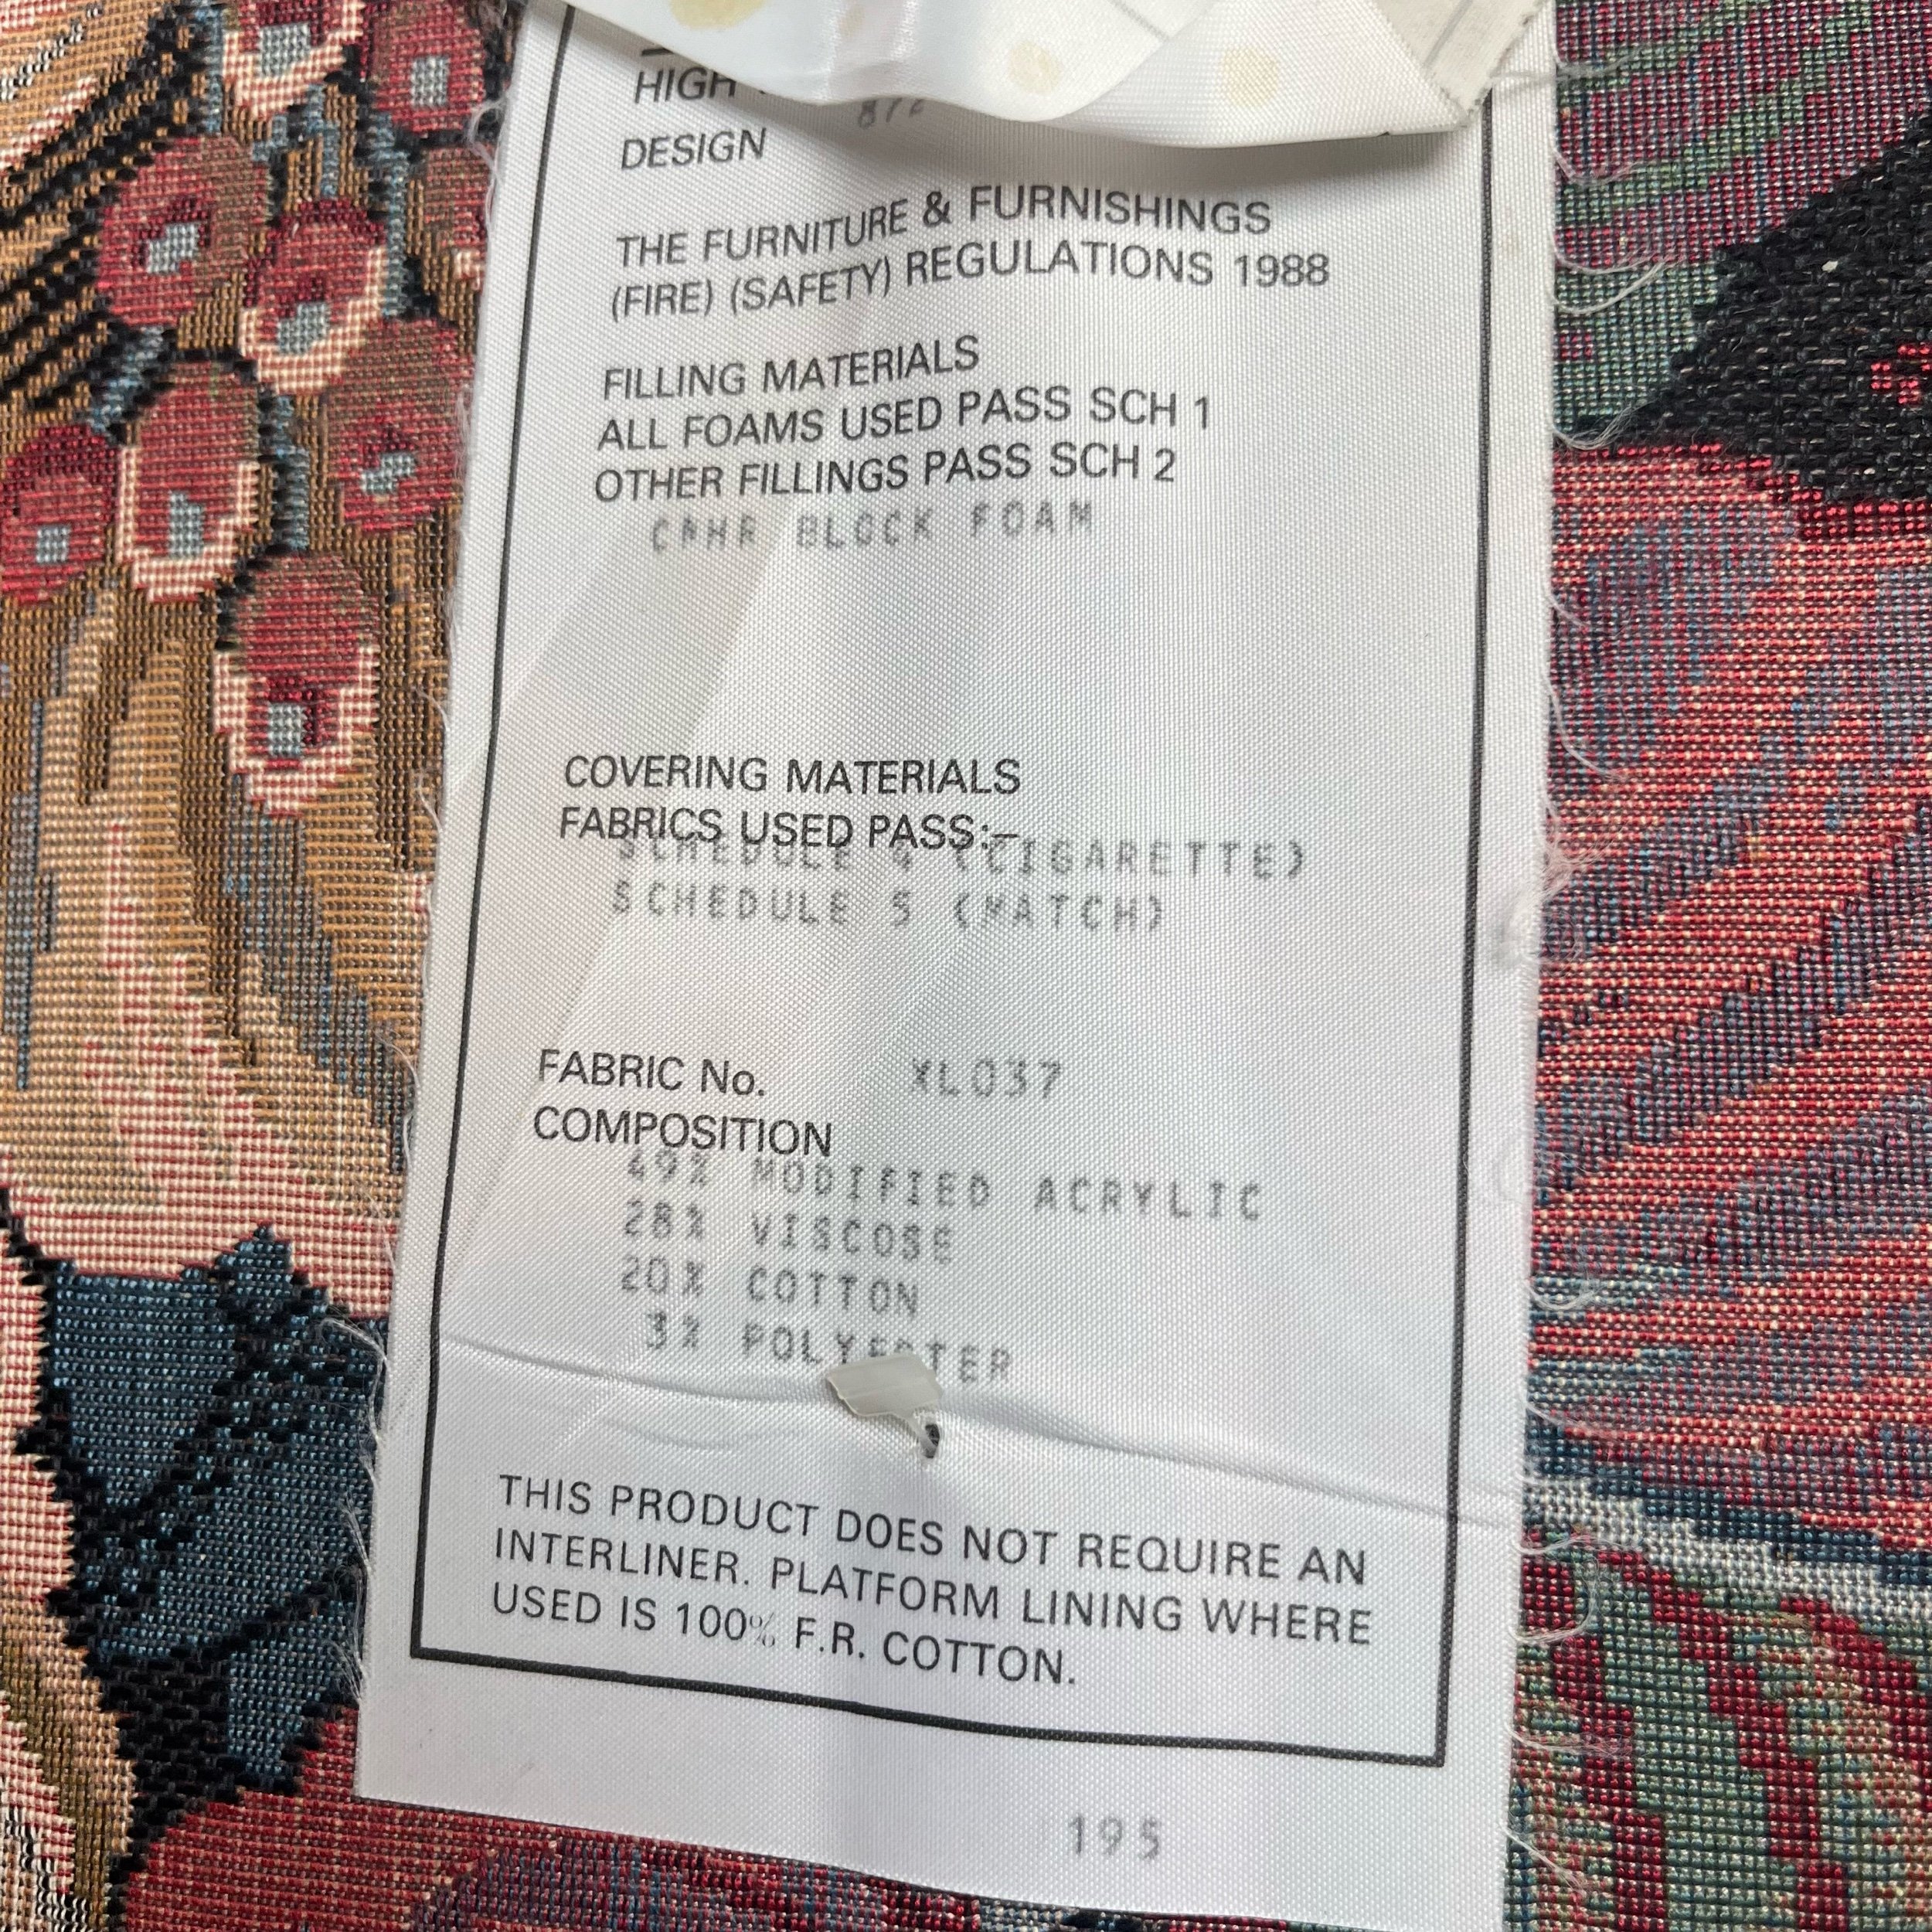 HIGH
DESIGN
THE FURNITURE & FURNISHINGS
(FIRE) (SAFETY) REGULATIONS 1988
FILLING MATERIALS
ALL FOAMS USED PASS SCH 1
OTHER FILLINGS PASS SCH 2
CMHR BLOCK FOAM
COVERING MATERIALS
FABRICS USED PASS:–
SCHEDULE 4 (CIGARETTE)
SCHEDULE 5 (MATCH)
FABRIC No. XL037
COMPOSITION
49% MODIFIED ACRYLIC
28% VISCOSE
20% COTTON
3% POLYESTER
THIS PRODUCT DOES NOT REQUIRE AN
INTERLINER. PLATFORM LINING WHERE
USED IS 100% F.R. COTTON.
195